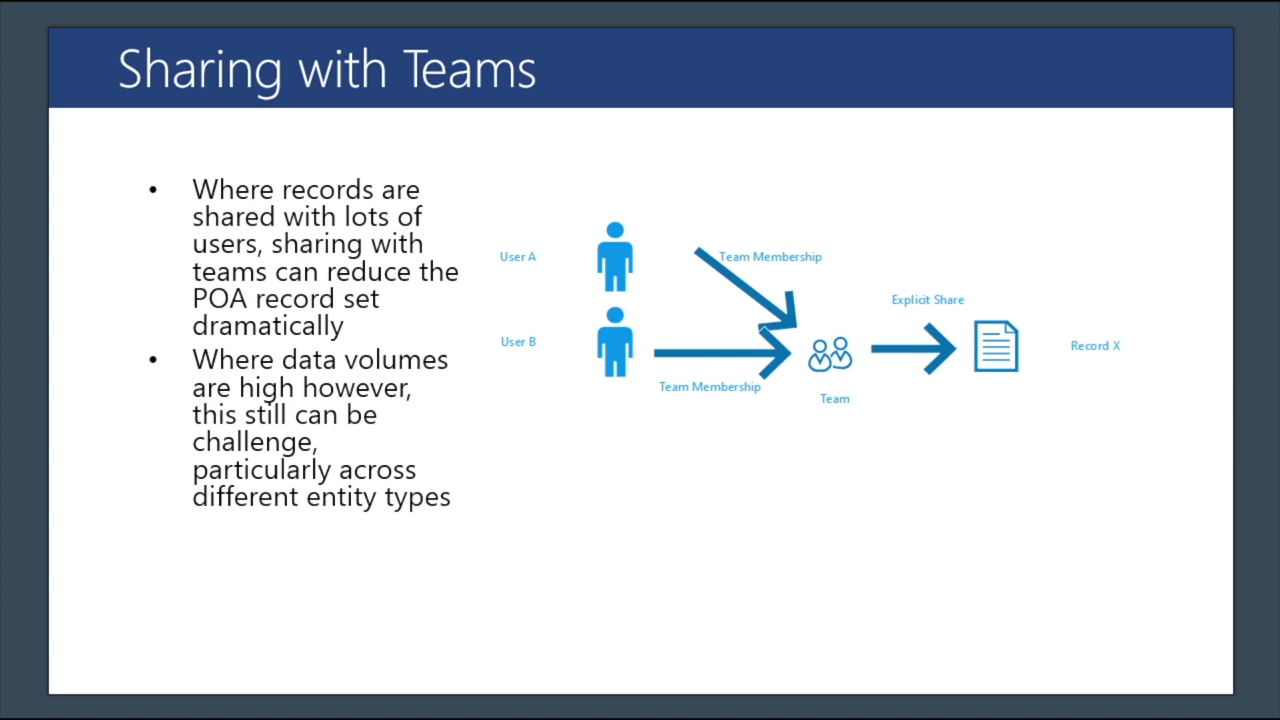 Sharing with Teams
• Where records are
shared with lots of
users, sharing with
teams can reduce the
POA record set
dramatically
• Where data volumes
are high however,
this still can be
challenge,
particularly across
different entity types
User A
Team Membership
Explicit Share
User B
Record X
Team Membership
Team